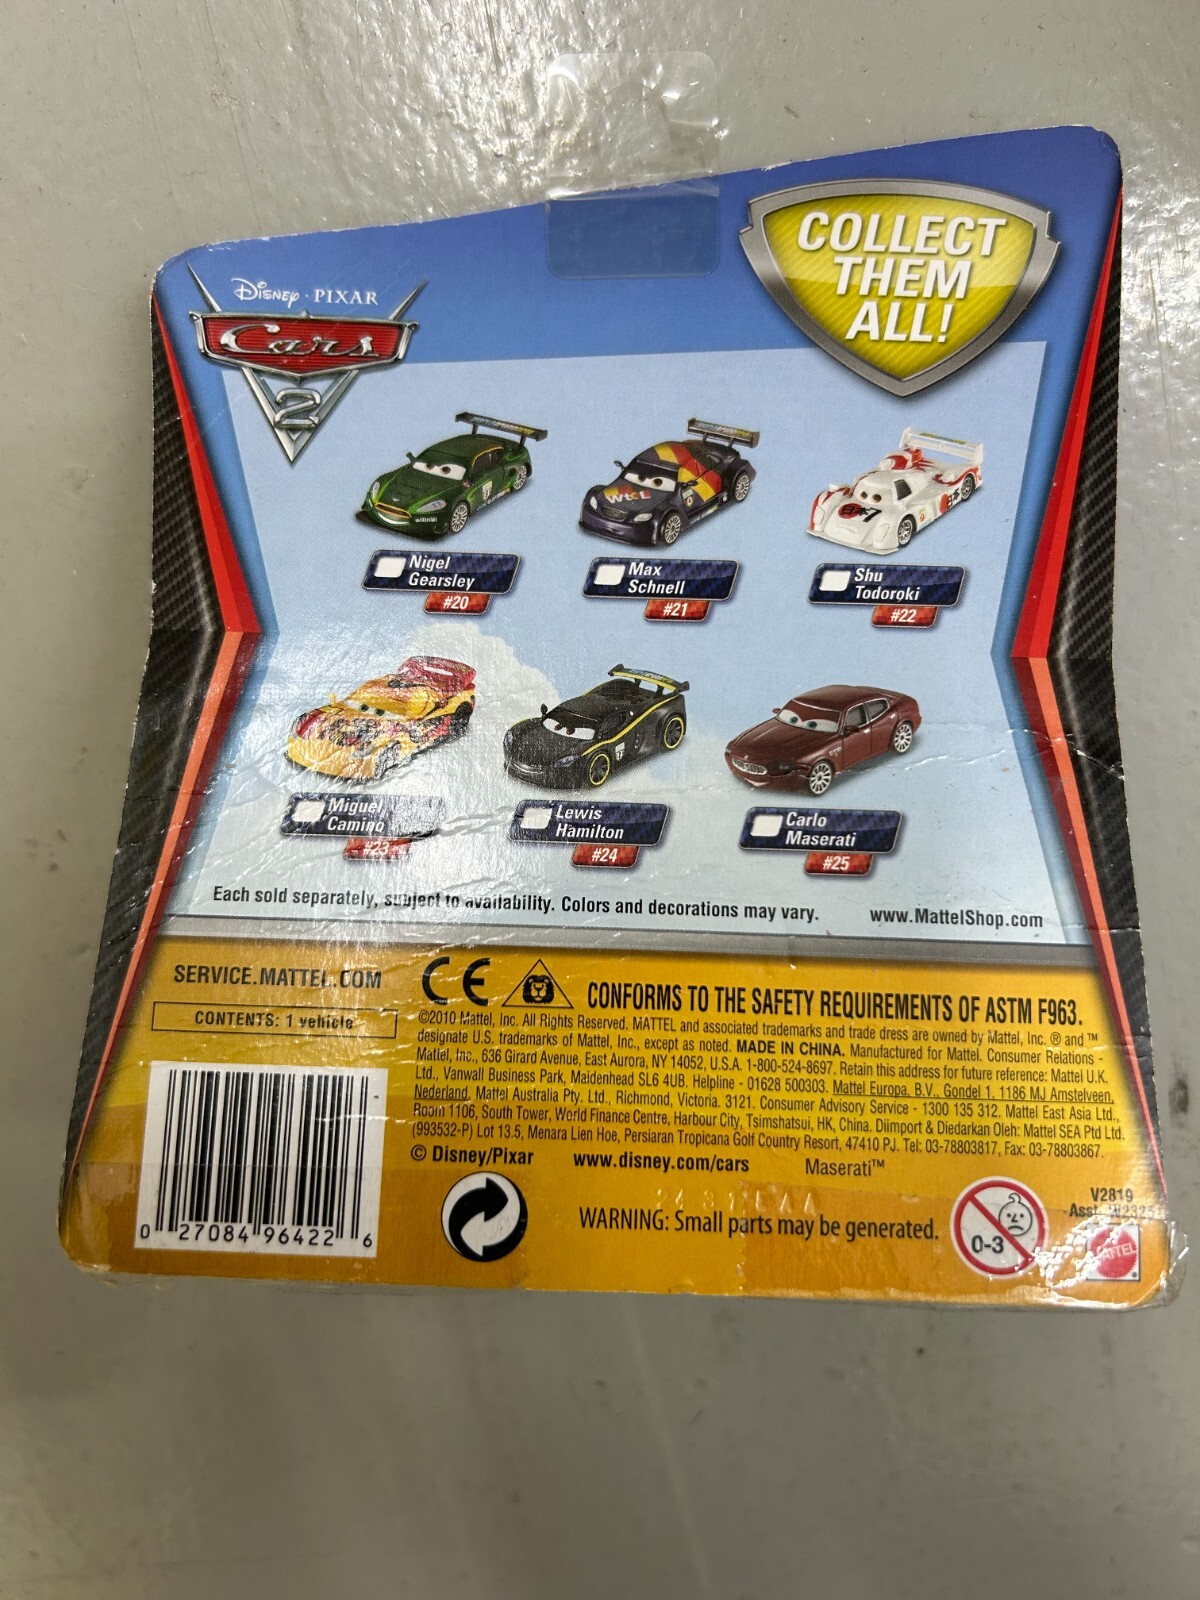 Disney · PIXAR
Cars
2
COLLECT
THEM
ALL!
WtCL
日本7
Nigel
Gearsley
#20
Max
Schnell
#21
Shu
Todoroki
#22
Miguel
Camino
#23
Lewis
Hamilton
#24
Carlo
Maserati
#25
Each sold separately, subject to availability. Colors and decorations may vary.
www.MattelShop.com
SERVICE.MATTEL.COM
CONTENTS: 1 vehicle
CE
CONFORMS TO THE SAFETY REQUIREMENTS OF ASTM F963.
©2010 Mattel, Inc. All Rights Reserved. MATTEL and associated trademarks and trade dress are owned by Mattel, Inc. ® and ™
designate U.S. trademarks of Mattel, Inc., except as noted. MADE IN CHINA. Manufactured for Mattel. Consumer Relations -
Mattel, Inc., 636 Girard Avenue, East Aurora, NY 14052, U.S.A. 1-800-524-8697. Retain this address for future reference: Mattel U.K.
Ltd., Vanwall Business Park, Maidenhead SL6 4UB. Helpline - 01628 500303. Mattel Europa, B.V., Gondel 1, 1186 MJ Amstelveen,
Nederland. Mattel Australia Pty. Ltd., Richmond, Victoria. 3121. Consumer Advisory Service - 1300 135 312. Mattel East Asia Ltd.,
Room 1106, South Tower, World Finance Centre, Harbour City, Tsimshatsui, HK, China. Diimport & Diedarkan Oleh: Mattel SEA Ptd Ltd.
(993532-P) Lot 13.5, Menara Lien Hoe, Persiaran Tropicana Golf Country Resort, 47410 PJ. Tel: 03-78803817, Fax: 03-78803867.
© Disney/Pixar
www.disney.com/cars
Maserati™
0 27084 96422 6
WARNING: Small parts may be generated.
0-3
V2819
Asst.
MATTEL